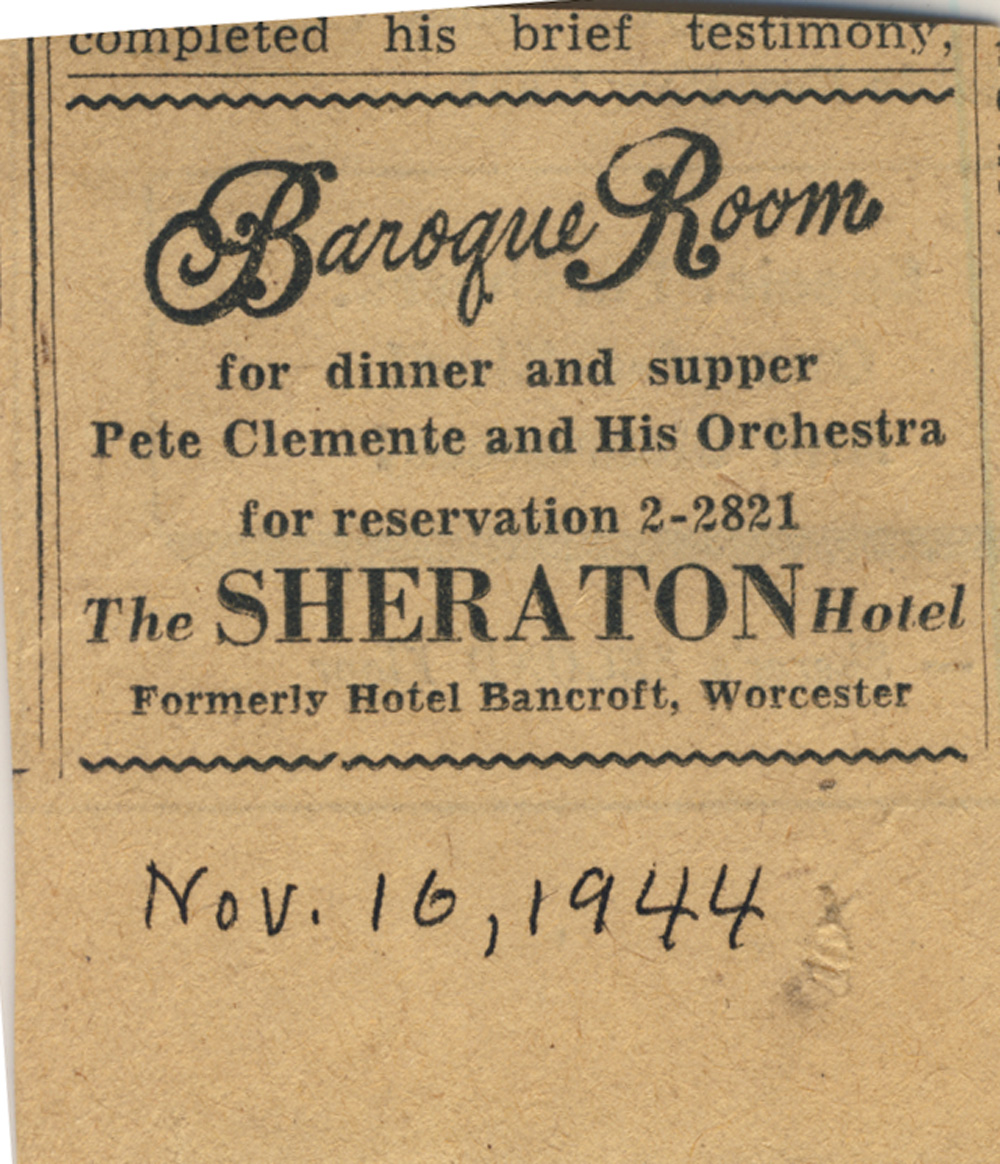 completed his brief testimony,
Baroque Room
for dinner and supper
Pete Clemente and His Orchestra
for reservation 2-2821
The SHERATON Hotel
Formerly Hotel Bancroft, Worcester
Nov. 16, 1944